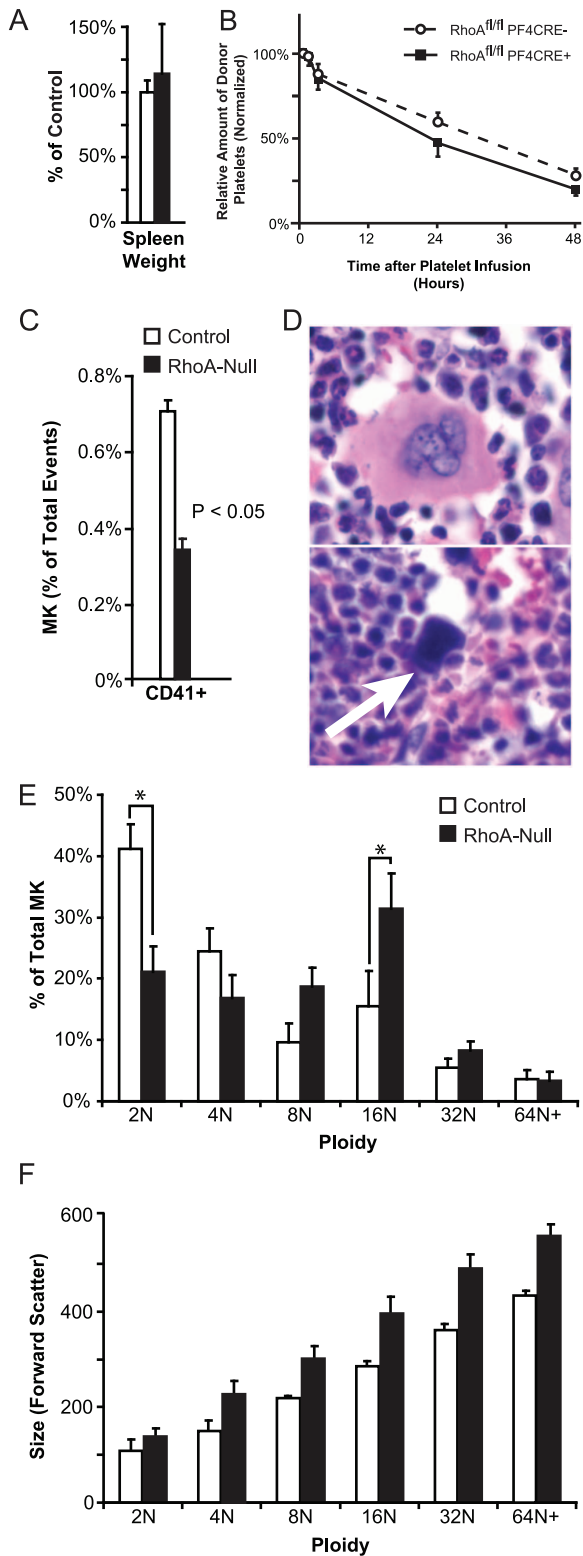 A
150%
100%
50%
0%
% of Control
Spleen
Weight
B
RhoAfl/fl PF4CRE-
RhoAfl/fl PF4CRE+
100%
50%
0%
Relative Amount of Donor
Platelets (Normalized)
0 12 24 36 48
Time after Platelet Infusion
(Hours)
C
Control
RhoA-Null
0.8%
0.6%
0.4%
0.2%
0%
MK (% of Total Events)
P < 0.05
CD41+
D
E
50%
40%
30%
20%
10%
0%
% of Total MK
* *
Control
RhoA-Null
2N 4N 8N 16N 32N 64N+
Ploidy
F
600
400
200
0
Size (Forward Scatter)
2N 4N 8N 16N 32N 64N+
Ploidy